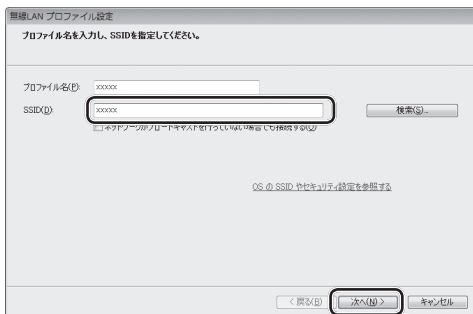 無線LAN プロファイル設定
プロファイル名を入力し、SSIDを指定してください。
プロファイル名(P): xxxxx
SSID(D): xxxxx 検索(S)...
ネットワークがブロードキャストを行っていない場合でも接続する(O)
OS の SSID やセキュリティ設定を参照する
< 戻る(B) 次へ(N) > キャンセル